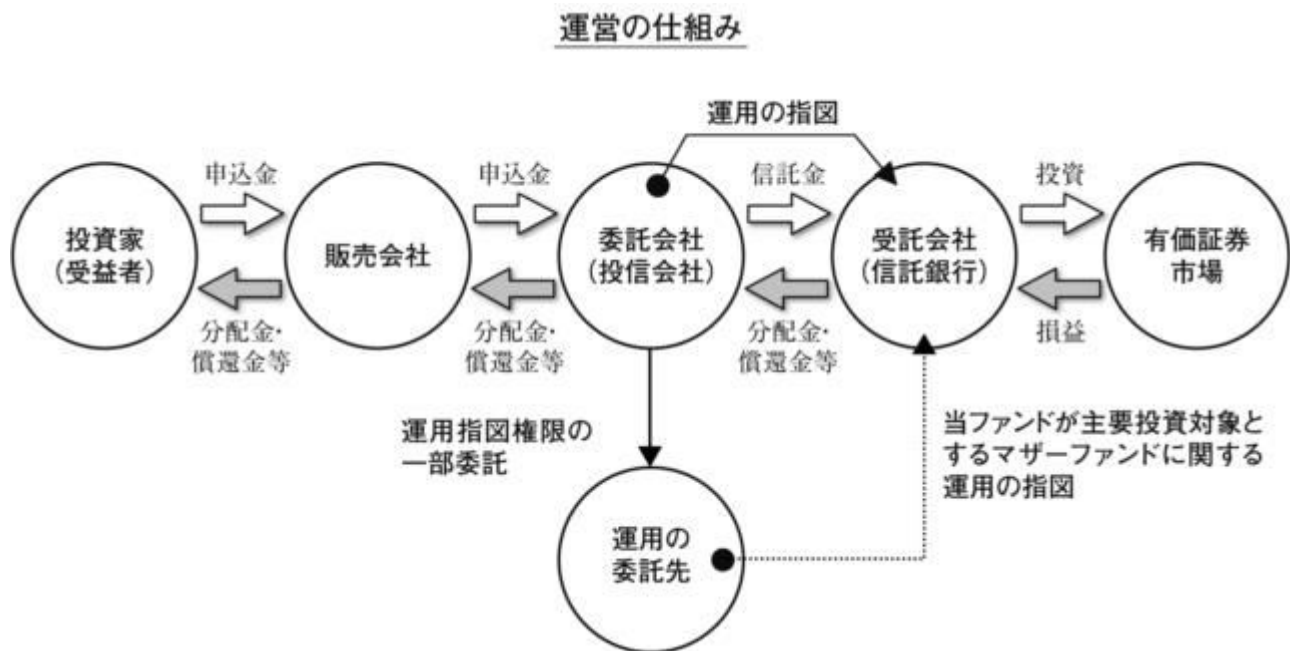 運営の仕組み
運用の指図
申込金
申込金
信託金
投資
投資家
(受益者)
販売会社
委託会社
(投信会社)
受託会社
(信託銀行)
有価証券
市場
分配金・
償還金等
分配金・
償還金等
分配金・
償還金等
損益
運用指図権限の
一部委託
当ファンドが主要投資対象と
するマザーファンドに関する
運用の指図
運用の
委託先